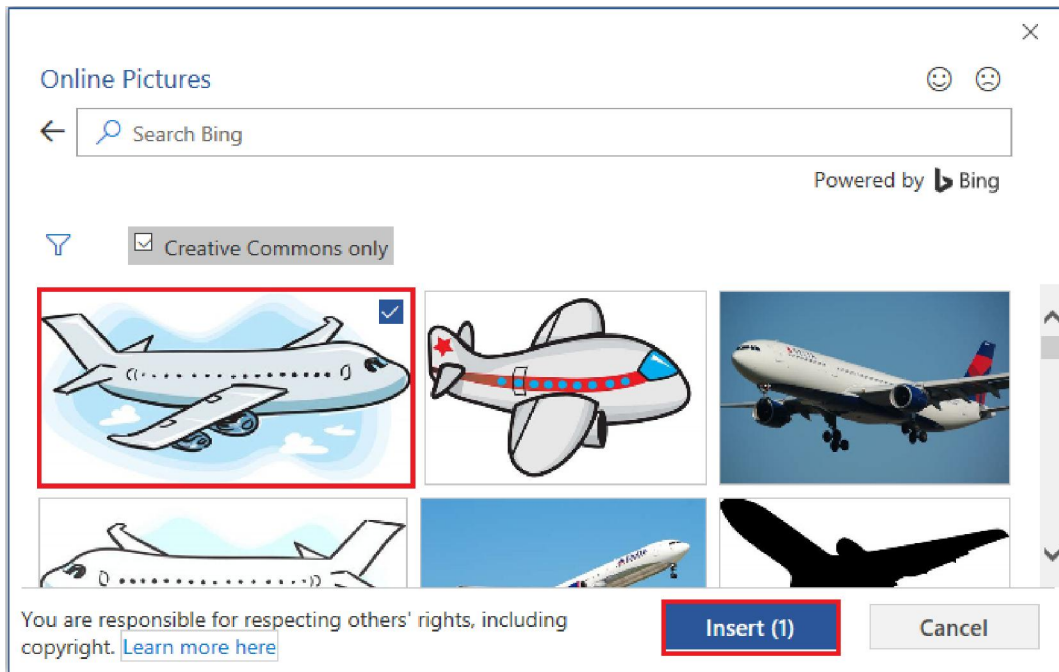 Online Pictures
Search Bing
Powered by Bing
Creative Commons only
You are responsible for respecting others' rights, including
copyright. Learn more here
Insert (1)
Cancel